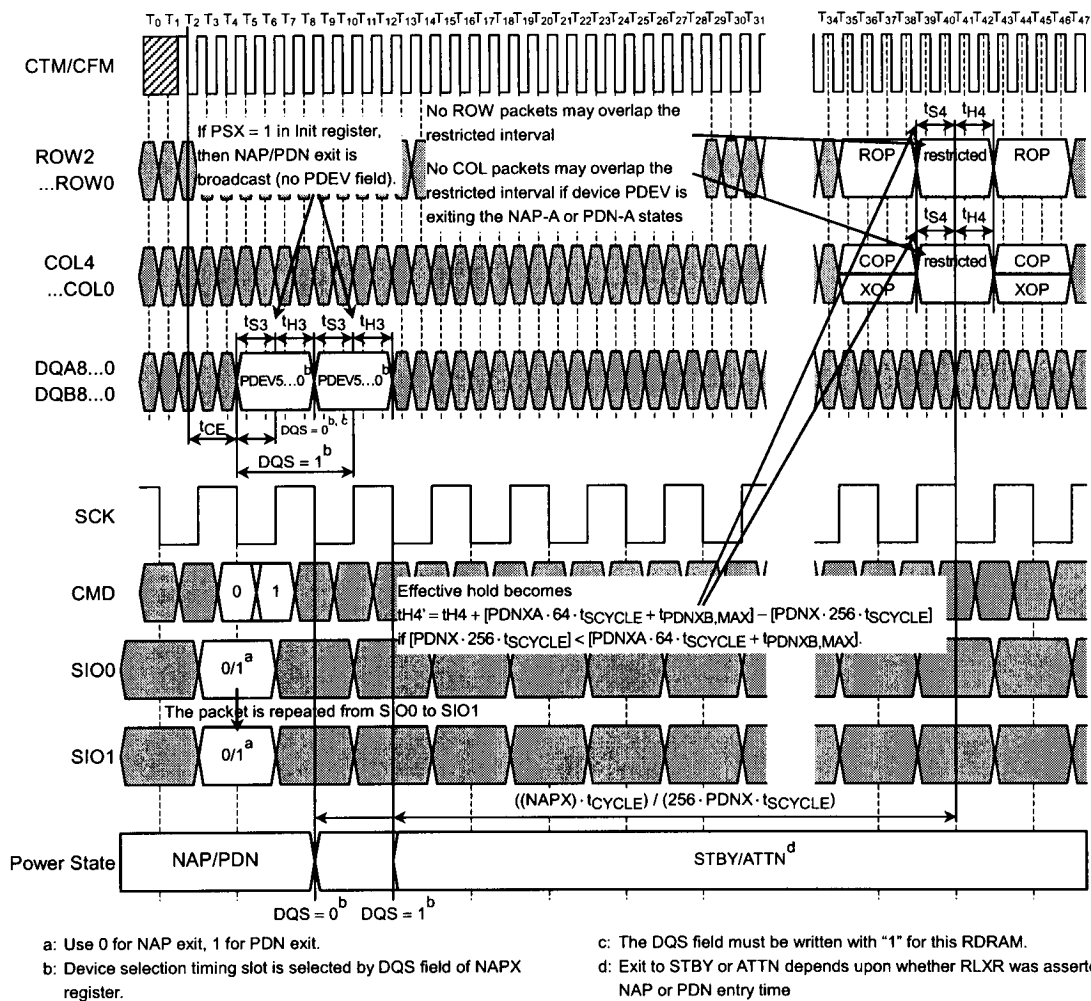 T0 T1 T2 T3 T4 T5 T6 T7 T8 T9 T10 T11 T12 T13 T14 T15 T16 T17 T18 T19 T20 T21 T22 T23 T24 T25 T26 T27 T28 T29 T30 T31 T34 T35 T36 T37 T38 T39 T40 T41 T42 T43 T44 T45 T46 T47
CTM/CFM
No ROW packets may overlap the
restricted interval
tS4 tH4
If PSX = 1 in Init register,
then NAP/PDN exit is
broadcast (no PDEV field).
ROW2
...ROW0
ROP restricted ROP
No COL packets may overlap the
restricted interval if device PDEV is
exiting the NAP-A or PDN-A states
tS4 tH4
COL4
...COL0
COP restricted COP
XOP XOP
tS3 tH3 tS3 tH3
DQA8...0
DQB8...0
PDEV5...0b PDEV5...0b
tCE
DQS = 0b, c
DQS = 1b
SCK
CMD
0 1
Effective hold becomes
tH4' = tH4 + [PDNXA · 64 · tSCYCLE + tPDNXB,MAX] – [PDNX · 256 · tSCYCLE]
if [PDNX · 256 · tSCYCLE] < [PDNXA · 64 · tSCYCLE + tPDNXB,MAX].
SIO0
0/1a
The packet is repeated from SIO0 to SIO1
SIO1
0/1a
((NAPX) · tCYCLE) / (256 · PDNX · tSCYCLE)
Power State
NAP/PDN
STBY/ATTNd
DQS = 0b DQS = 1b
a: Use 0 for NAP exit, 1 for PDN exit.
b: Device selection timing slot is selected by DQS field of NAPX
register.
c: The DQS field must be written with "1" for this RDRAM.
d: Exit to STBY or ATTN depends upon whether RLXR was asserte
NAP or PDN entry time